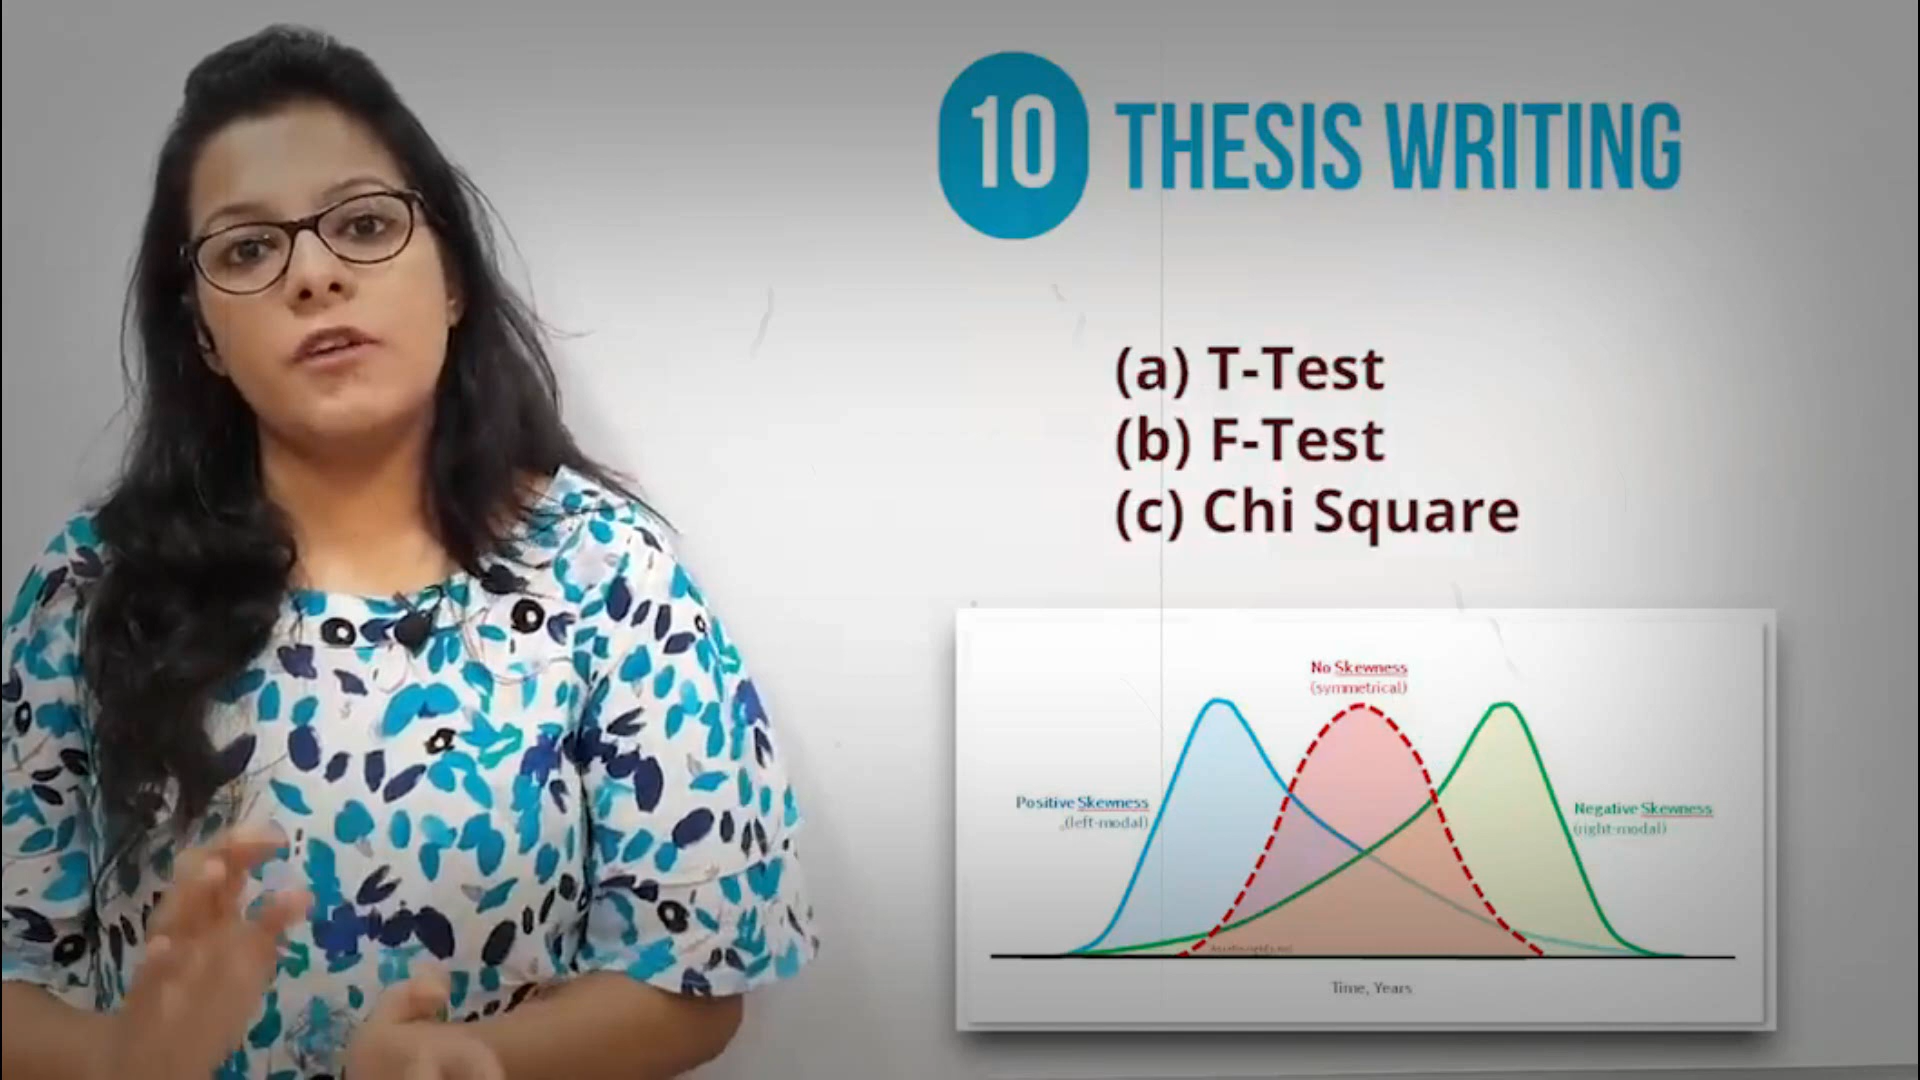 10 THESIS WRITING
(a) T-Test
(b) F-Test
(c) Chi Square
No Skewness
(symmetrical)
Positive Skewness
(left-modal)
Negative Skewness
(right-modal)
Time, Years